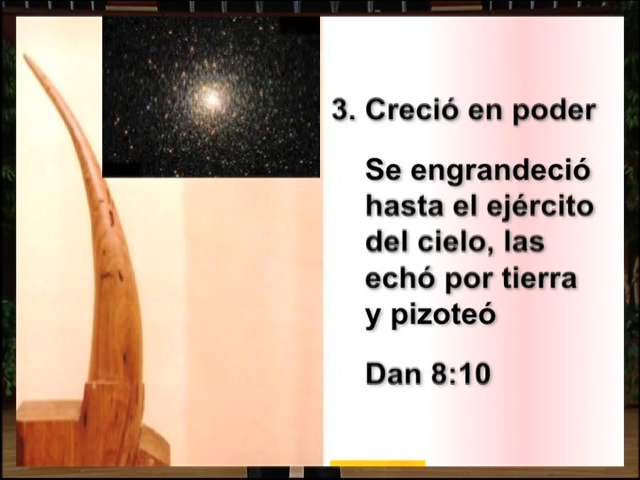 3. Creció en poder
Se engrandeció
hasta el ejército
del cielo, las
echó por tierra
y pizoteó
Dan 8:10